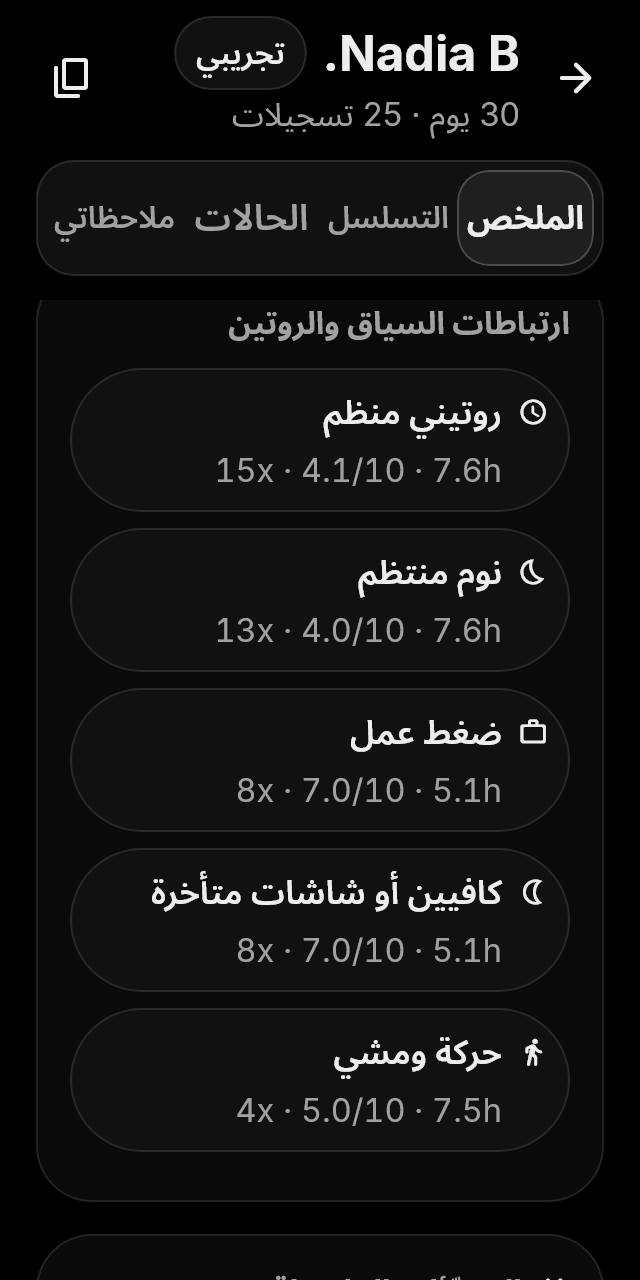 Nadia B.
تجريبي
30 يوم · 25 تسجيلات
الملخص
التسلسل
الحالات
ملاحظاتي
ارتباطات السياق والروتين
روتيني منظم
15x · 4.1/10 · 7.6h
نوم منتظم
13x · 4.0/10 · 7.6h
ضغط عمل
8x · 7.0/10 · 5.1h
كافيين أو شاشات متأخرة
8x · 7.0/10 · 5.1h
حركة ومشي
4x · 5.0/10 · 7.5h